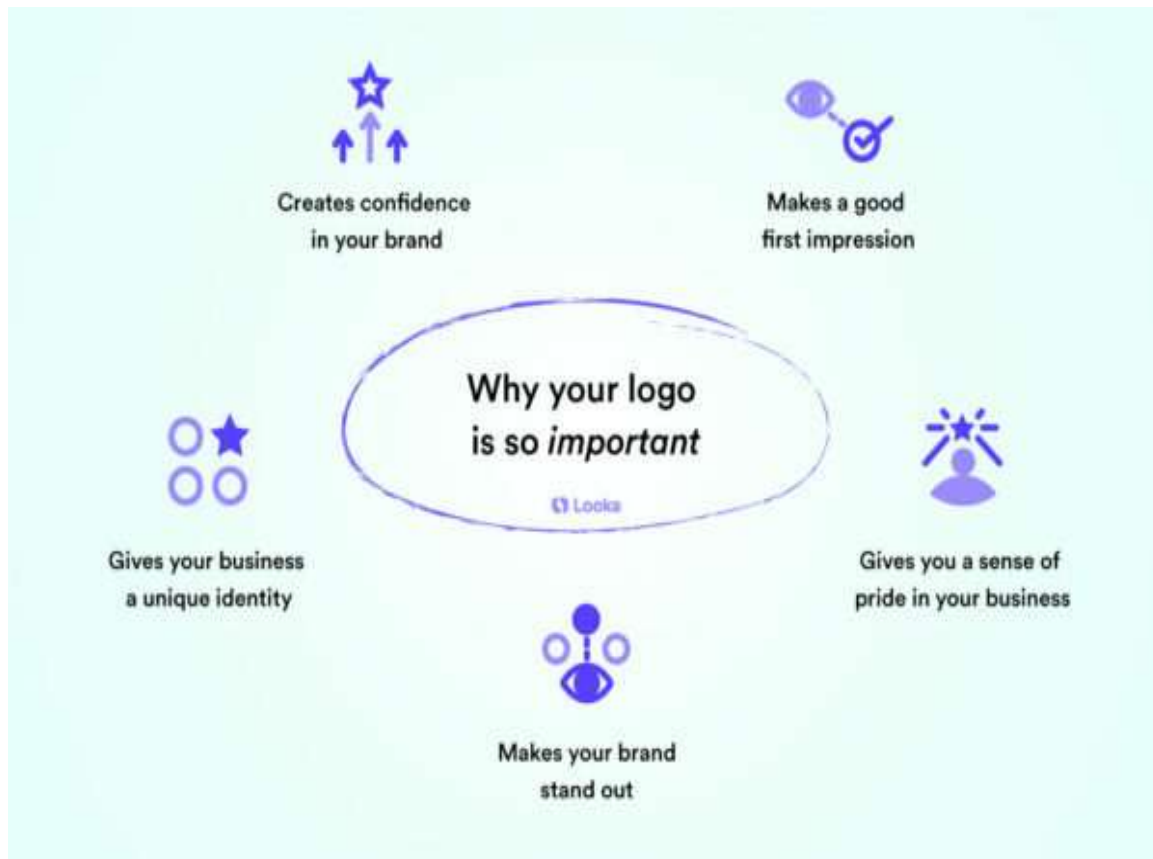 Creates confidence
in your brand
Makes a good
first impression
Why your logo
is so important
Looka
Gives your business
a unique identity
Gives you a sense of
pride in your business
Makes your brand
stand out